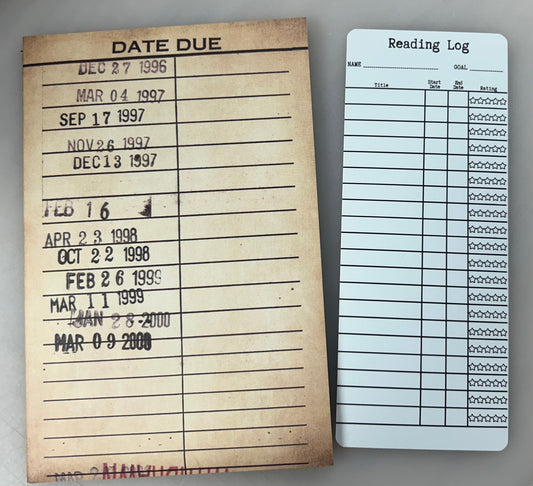 DATE DUE
DEC 27 1996
MAR 04 1997
SEP 17 1997
NOV 26 1997
DEC 13 1997
FEB 16
APR 23 1998
OCT 22 1998
FEB 26 1999
MAR 11 1999
JAN 28 2000
MAR 09 2000
MAR 2
Reading Log
NAME GOAL
Title Start Date End Date Rating